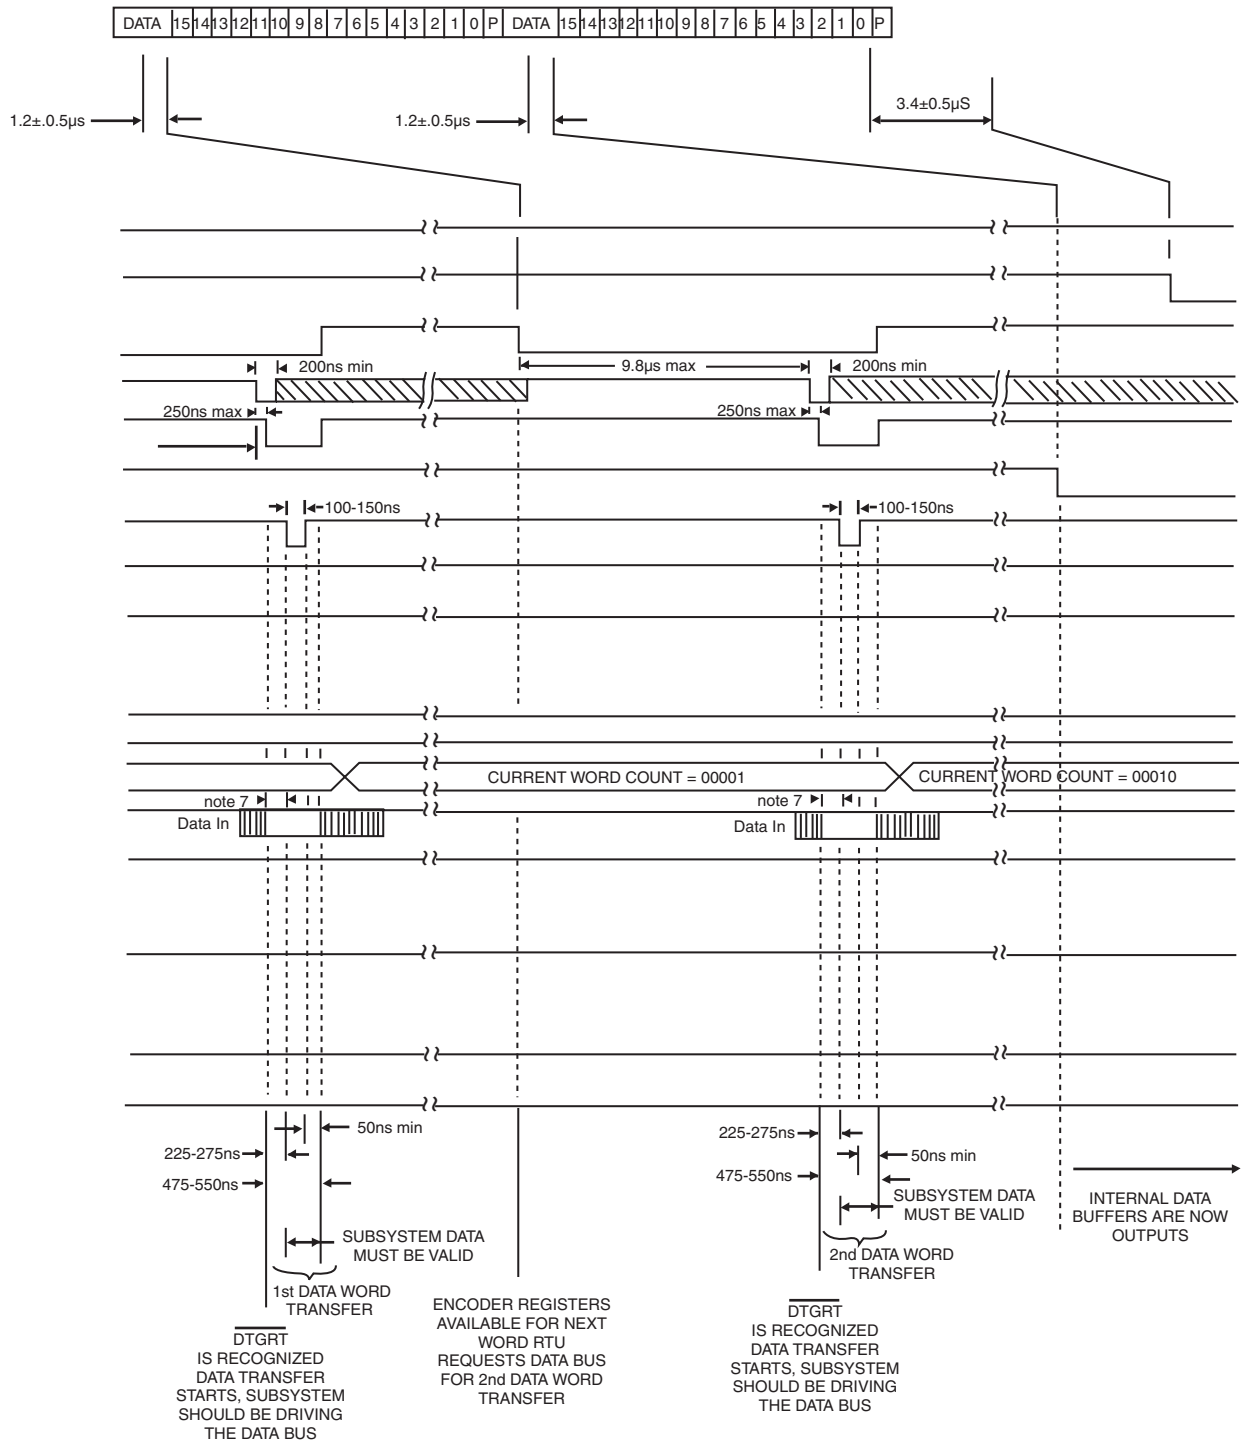 DATA 15 14 13 12 11 10 9 8 7 6 5 4 3 2 1 0 P DATA 15 14 13 12 11 10 9 8 7 6 5 4 3 2 1 0 P
3.4±0.5µS
1.2±.0.5µs
1.2±.0.5µs
200ns min
9.8µs max
200ns min
250ns max
250ns max
100-150ns
100-150ns
CURRENT WORD COUNT = 00001
CURRENT WORD COUNT = 00010
note 7
note 7
Data In
Data In
50ns min
225-275ns
475-550ns
SUBSYSTEM DATA
MUST BE VALID
1st DATA WORD
TRANSFER
DTGRT
IS RECOGNIZED
DATA TRANSFER
STARTS, SUBSYSTEM
SHOULD BE DRIVING
THE DATA BUS
ENCODER REGISTERS
AVAILABLE FOR NEXT
WORD RTU
REQUESTS DATA BUS
FOR 2nd DATA WORD
TRANSFER
225-275ns
50ns min
475-550ns
SUBSYSTEM DATA
MUST BE VALID
2nd DATA WORD
TRANSFER
DTGRT
IS RECOGNIZED
DATA TRANSFER
STARTS, SUBSYSTEM
SHOULD BE DRIVING
THE DATA BUS
INTERNAL DATA
BUFFERS ARE NOW
OUTPUTS